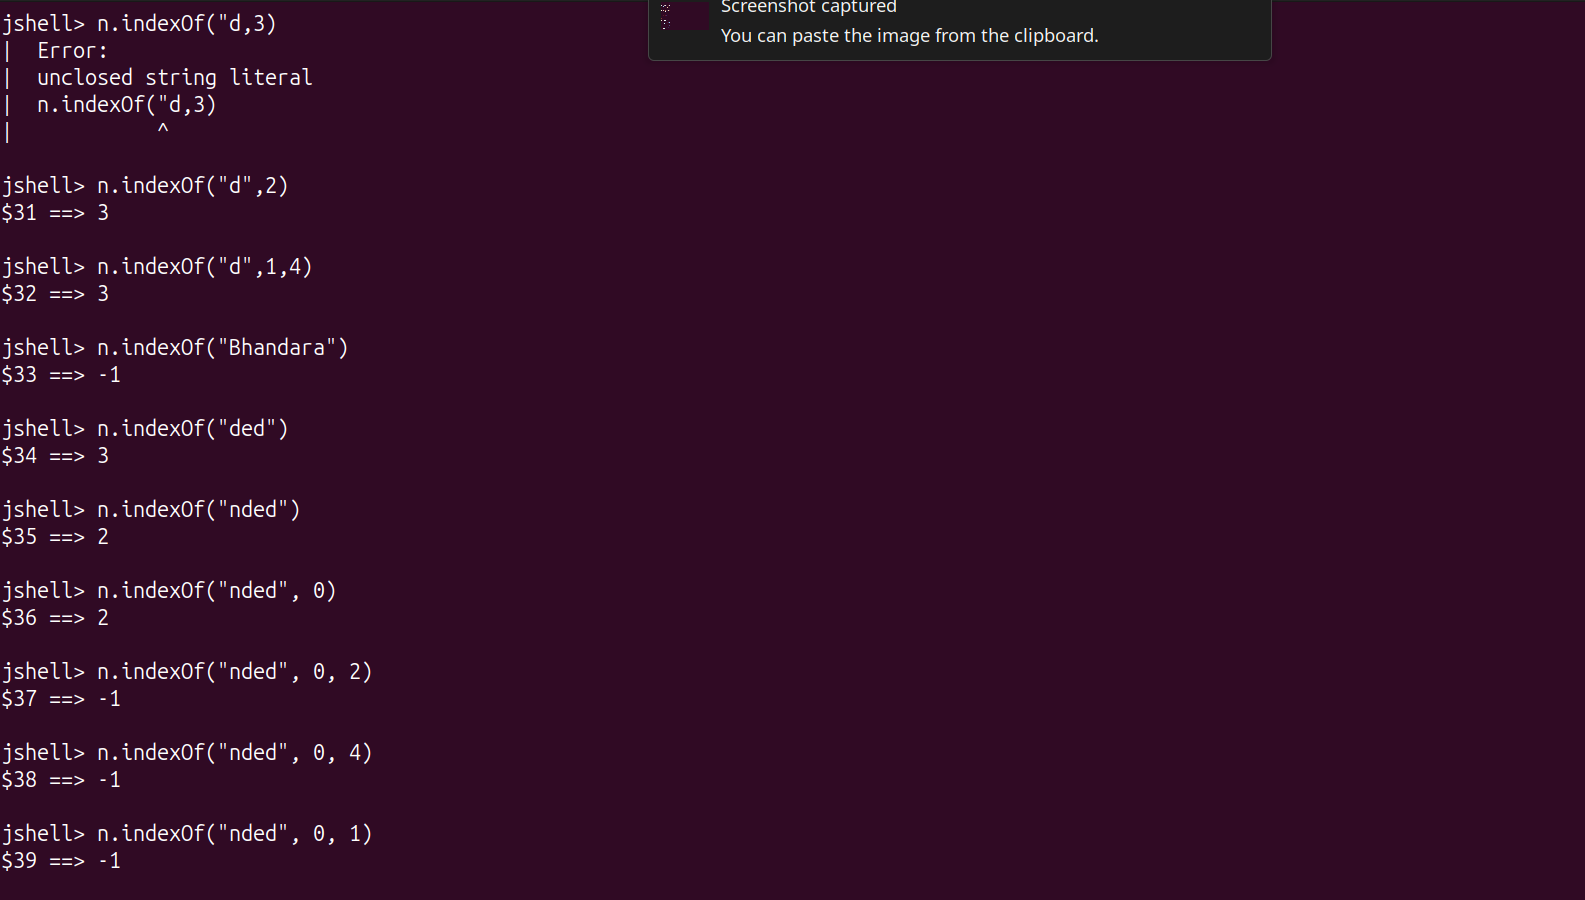 Screenshot captured
You can paste the image from the clipboard.
jshell> n.indexOf("d,3)
|  Error:
|  unclosed string literal
|  n.indexOf("d,3)
|            ^
jshell> n.indexOf("d",2)
$31 ==> 3
jshell> n.indexOf("d",1,4)
$32 ==> 3
jshell> n.indexOf("Bhandara")
$33 ==> -1
jshell> n.indexOf("ded")
$34 ==> 3
jshell> n.indexOf("nded")
$35 ==> 2
jshell> n.indexOf("nded", 0)
$36 ==> 2
jshell> n.indexOf("nded", 0, 2)
$37 ==> -1
jshell> n.indexOf("nded", 0, 4)
$38 ==> -1
jshell> n.indexOf("nded", 0, 1)
$39 ==> -1